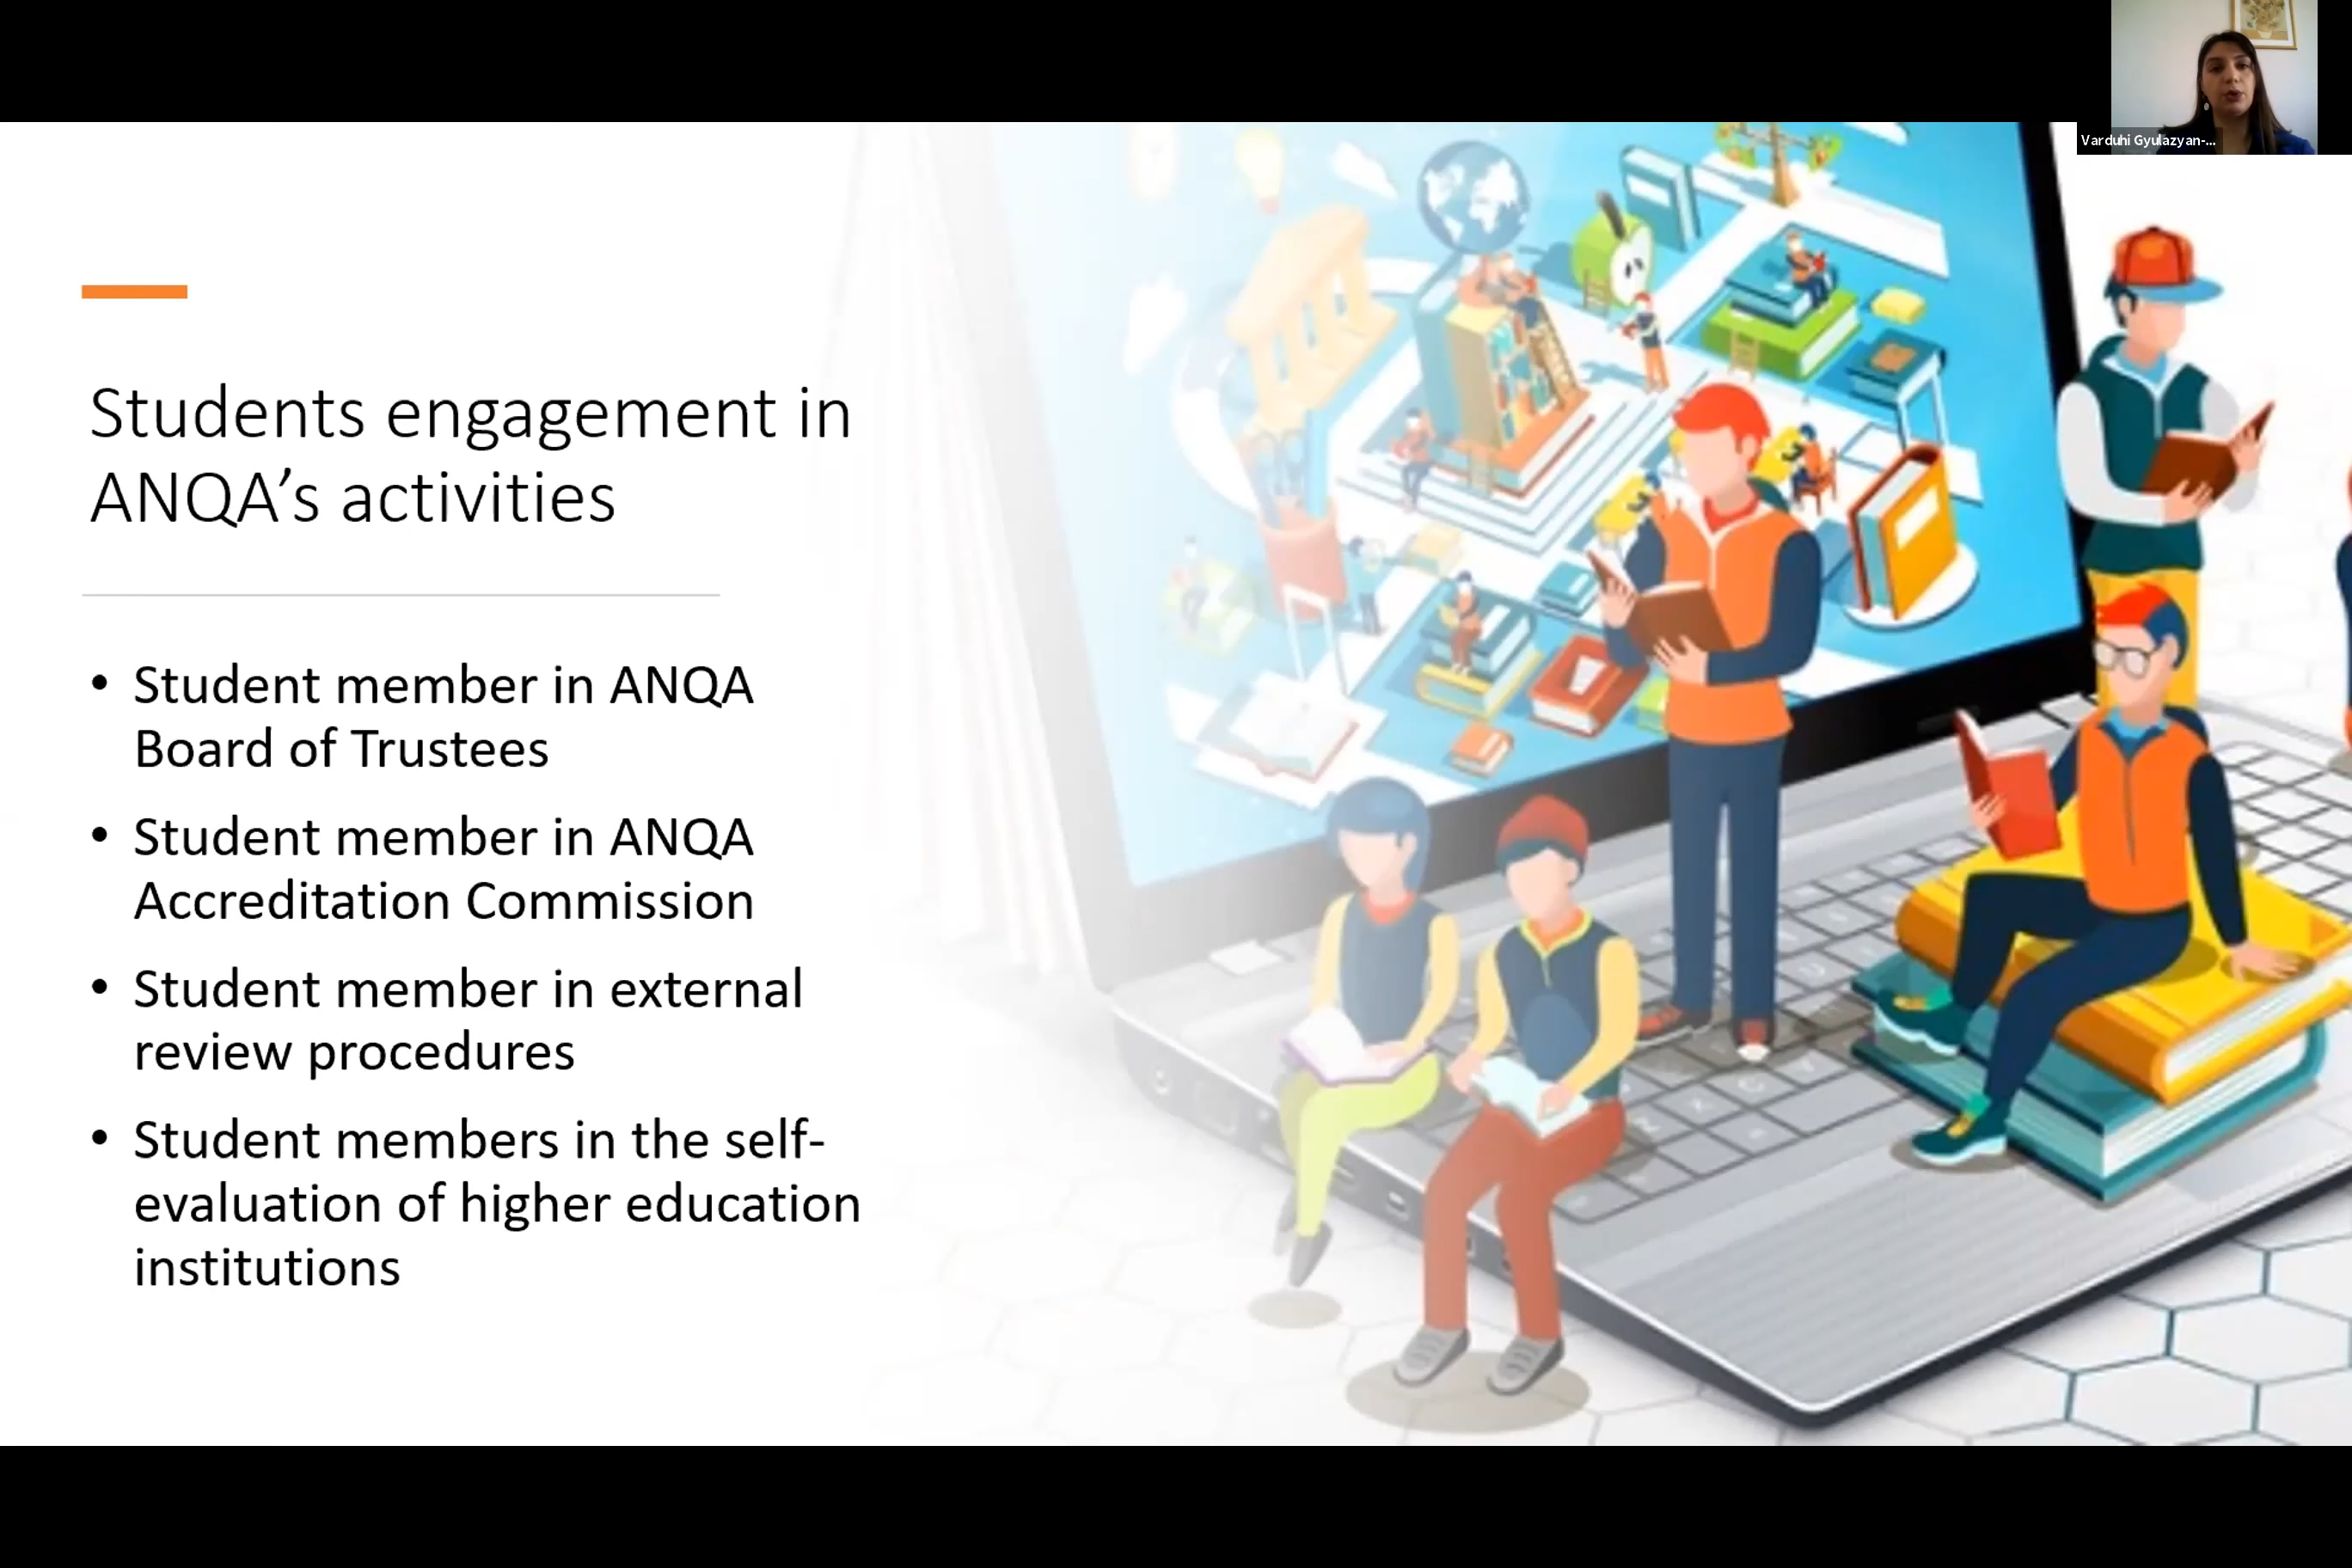 Varduhi Gyulazyan-...
Students engagement in
ANQA’s activities
• Student member in ANQA
Board of Trustees
• Student member in ANQA
Accreditation Commission
• Student member in external
review procedures
• Student members in the self-
evaluation of higher education
institutions